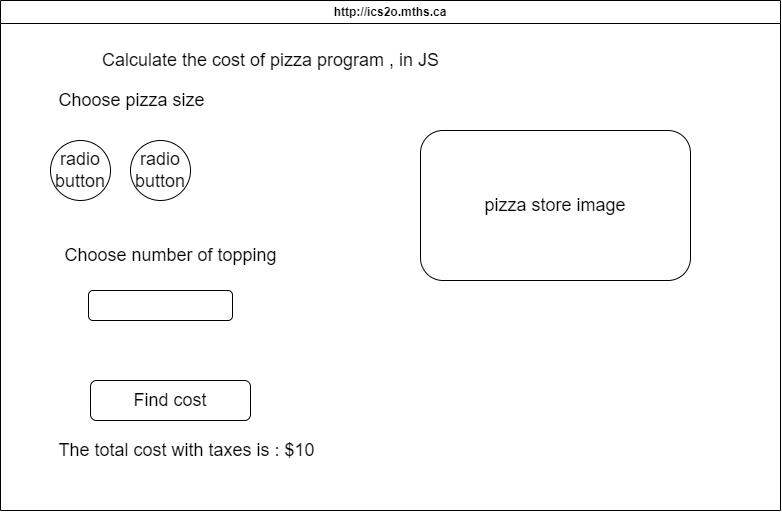 http://ics2o.mths.ca
Calculate the cost of pizza program , in JS
Choose pizza size
radio
button
radio
button
pizza store image
Choose number of topping
Find cost
The total cost with taxes is : $10